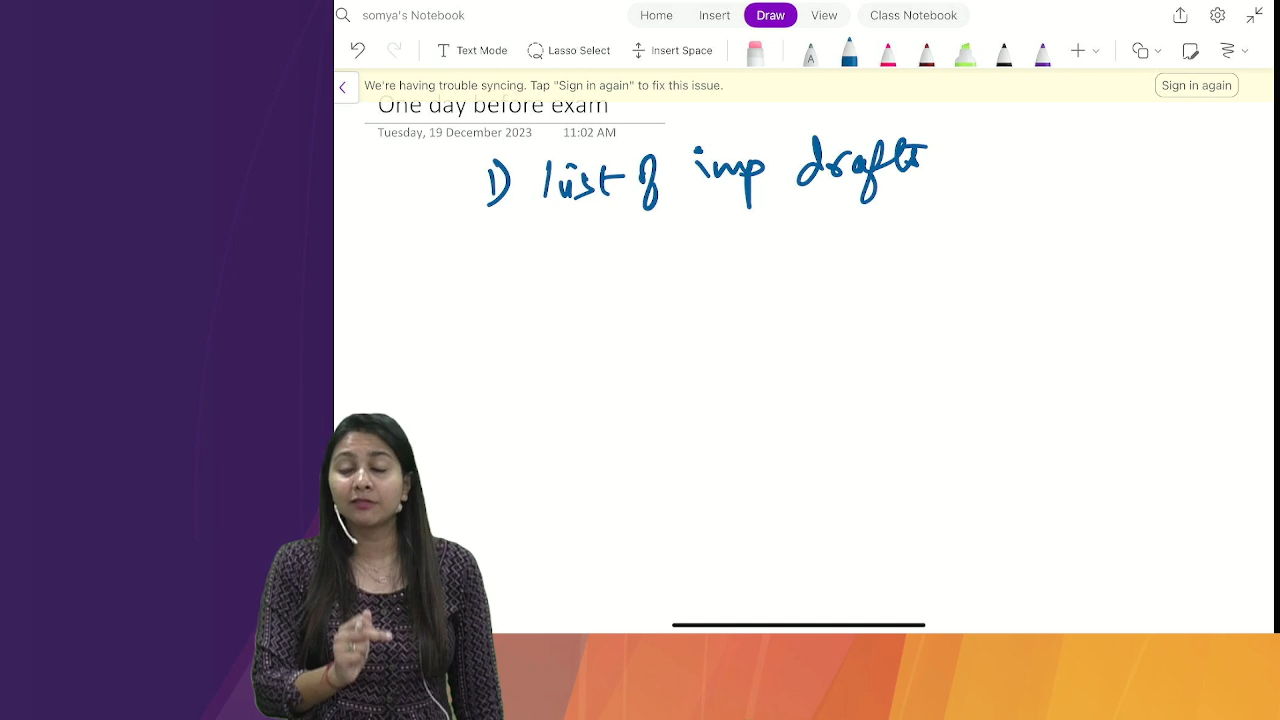 somya's Notebook
Home Insert Draw View Class Notebook
Text Mode Lasso Select Insert Space
We're having trouble syncing. Tap "Sign in again" to fix this issue. Sign in again
One day before exam
Tuesday, 19 December 2023 11:02 AM
1) list of imp drafts